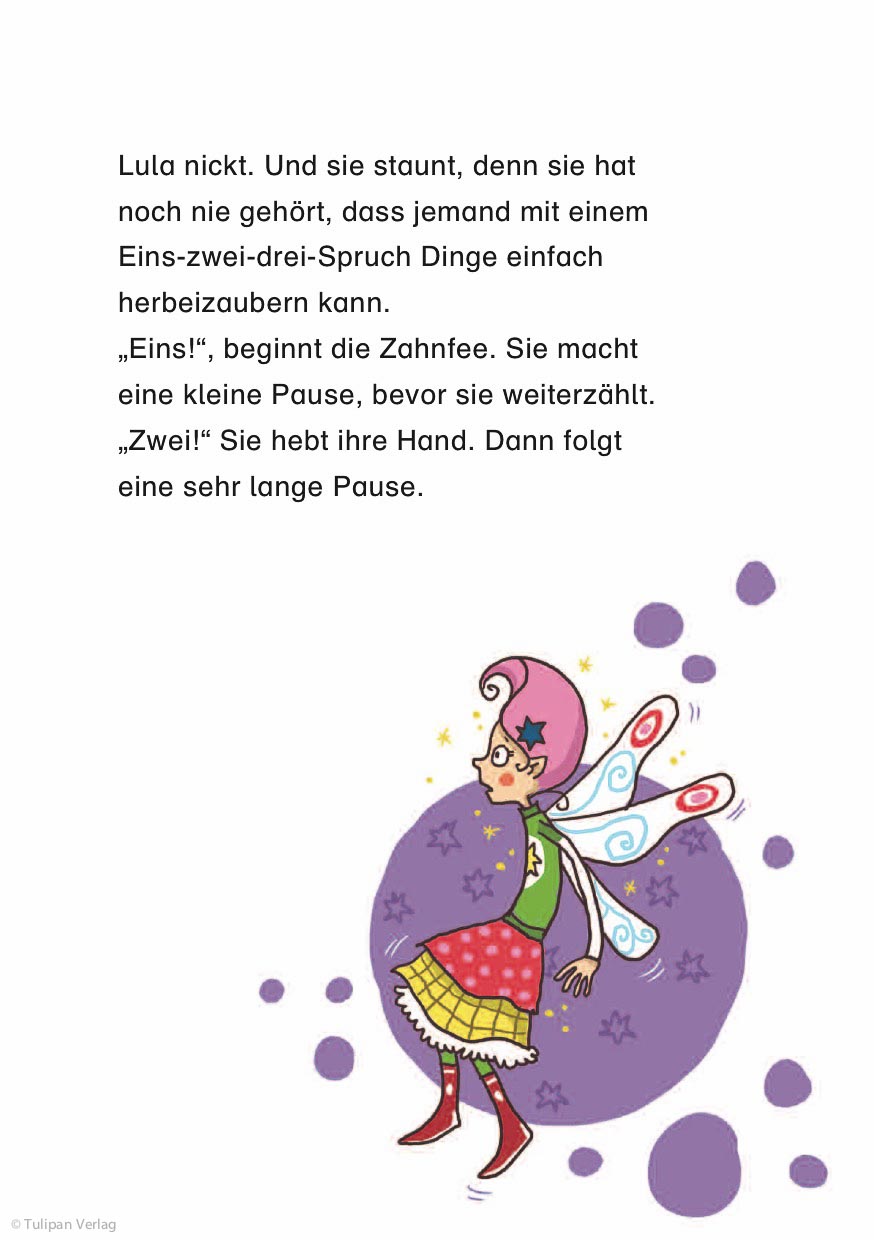 Lula nickt. Und sie staunt, denn sie hat
noch nie gehört, dass jemand mit einem
Eins-zwei-drei-Spruch Dinge einfach
herbeizaubern kann.
„Eins!“, beginnt die Zahnfee. Sie macht
eine kleine Pause, bevor sie weiterzählt.
„Zwei!“ Sie hebt ihre Hand. Dann folgt
eine sehr lange Pause.
© Tulipan Verlag